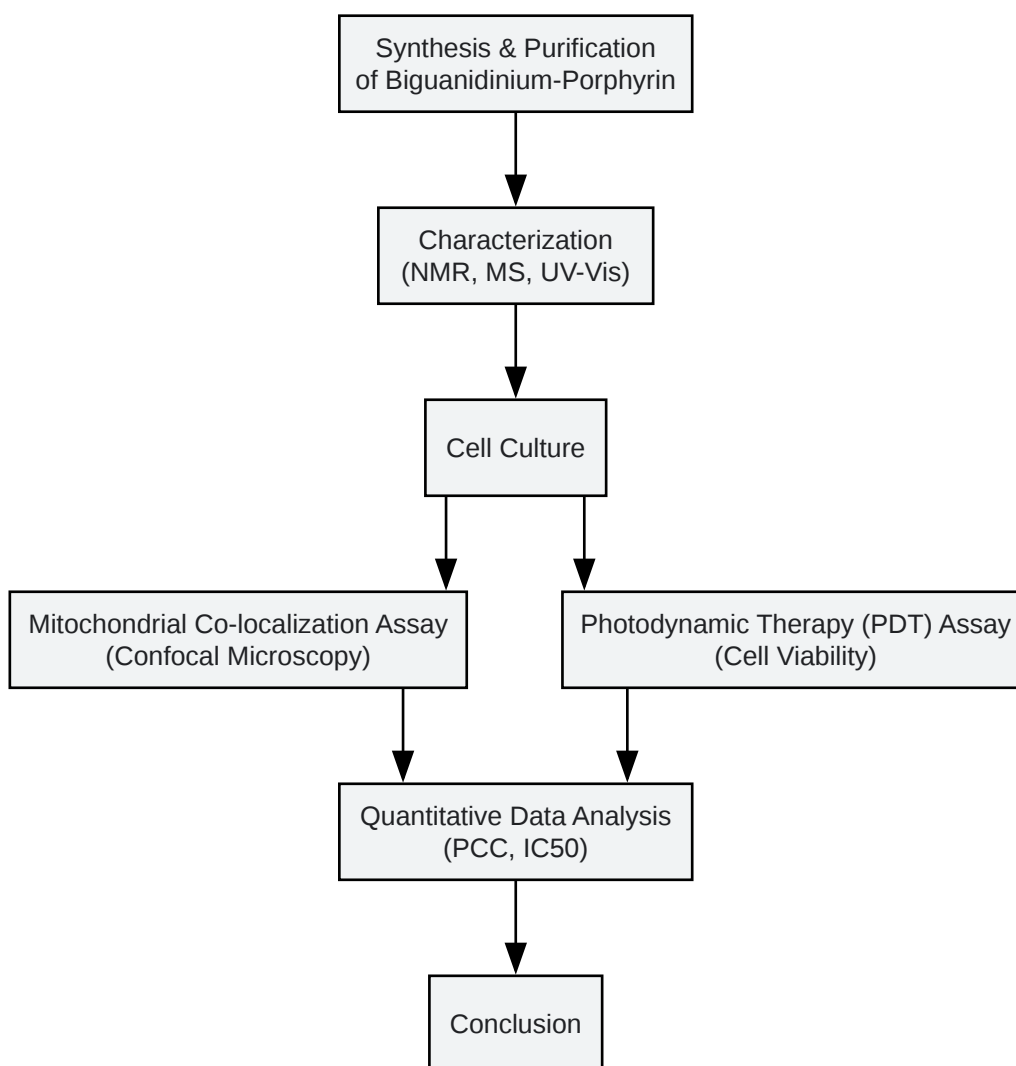 Synthesis & Purification
of Biguanidinium-Porphyrin
Characterization
(NMR, MS, UV-Vis)
Cell Culture
Mitochondrial Co-localization Assay
(Confocal Microscopy)
Photodynamic Therapy (PDT) Assay
(Cell Viability)
Quantitative Data Analysis
(PCC, IC50)
Conclusion